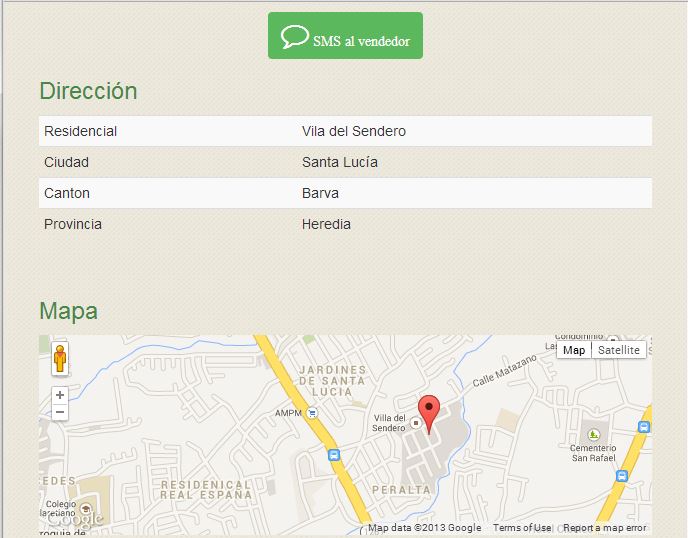 SMS al vendedor
Dirección
Residencial Vila del Sendero
Ciudad Santa Lucía
Canton Barva
Provincia Heredia
Mapa
Condominio
Map Satellite
JARDINES
DE SANTA
LUCIA
Calle Matazano
AMPM
Villa del
Sendero
Cementerio
San Rafael
EDES
RESIDENICAL
REAL ESPAÑA
PERALTA
Colegio
Google
Map data ©2013 Google Terms of Use Report a map error